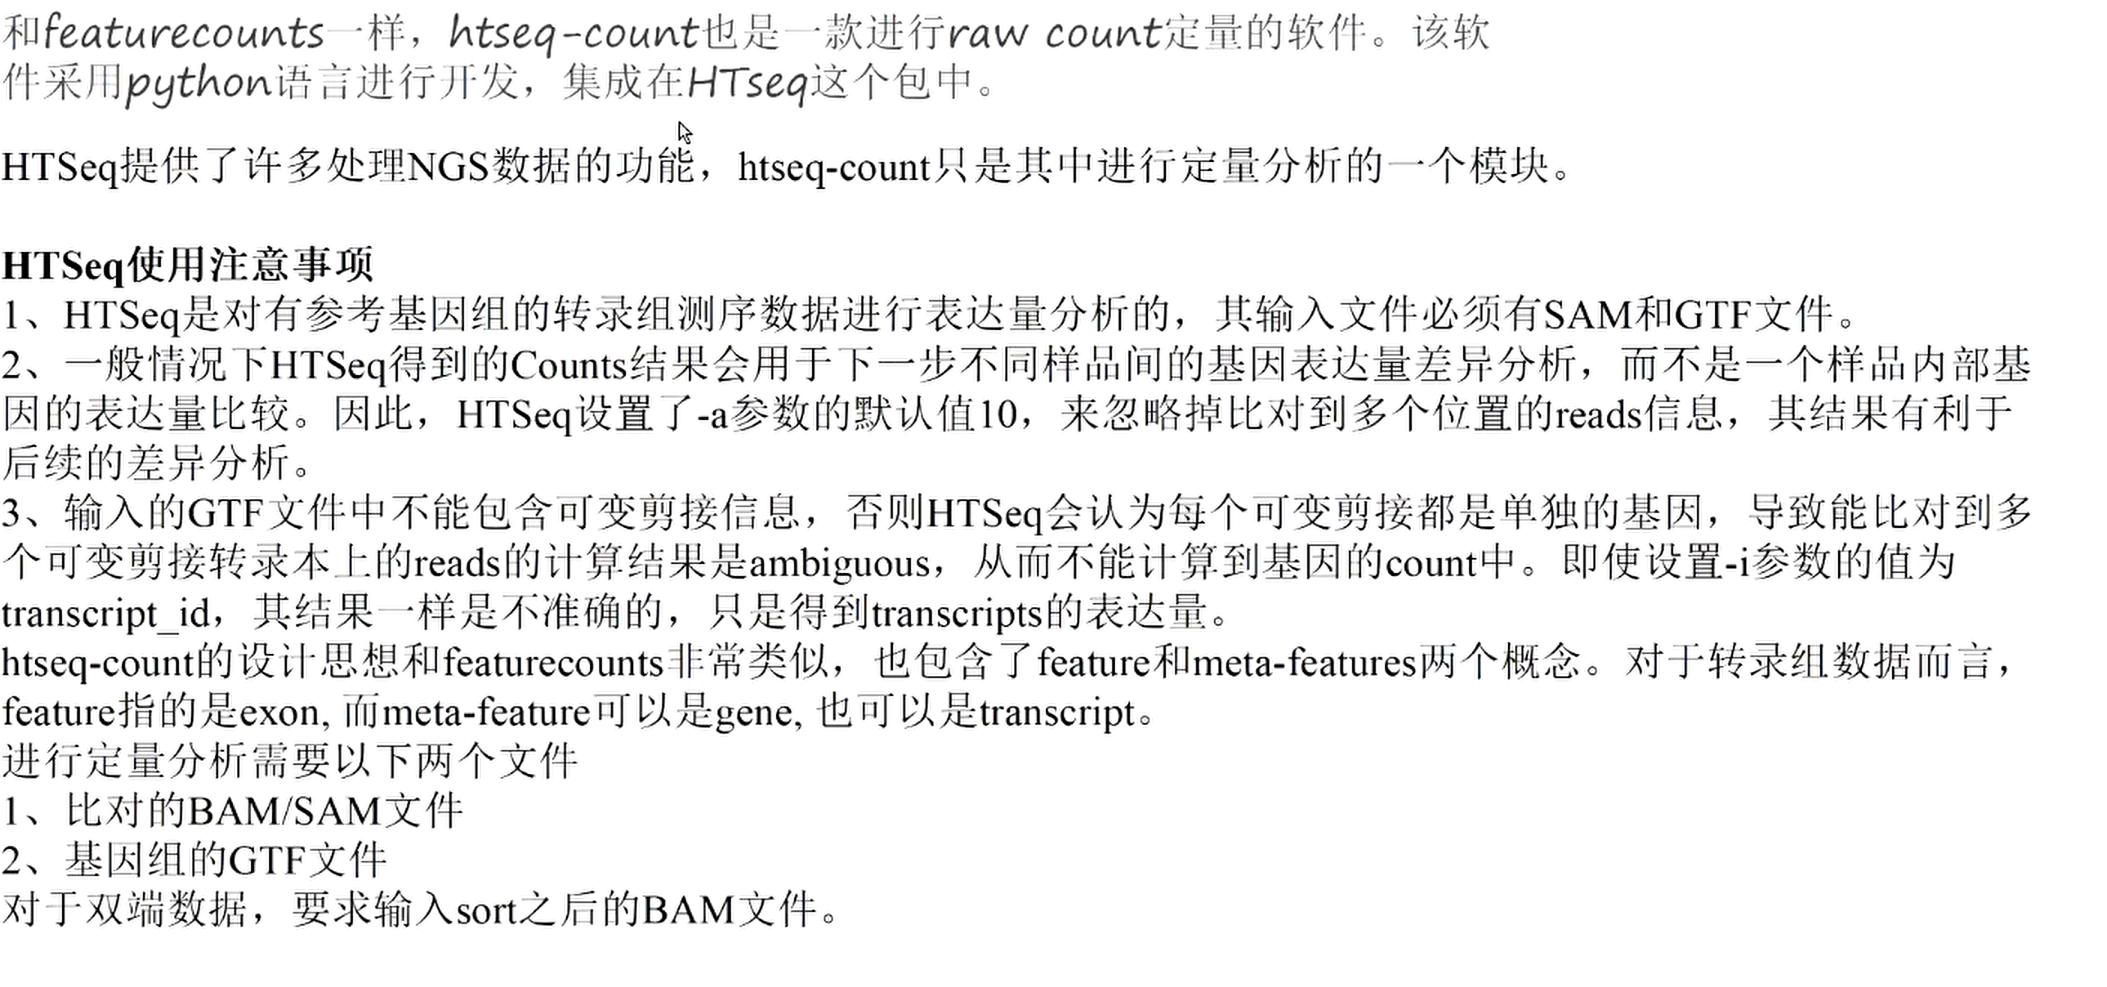 和featurecounts一样，htseq-count也是一款进行raw count定量的软件。该软
件采用python语言进行开发，集成在HTseq这个包中。
HTSeq提供了许多处理NGS数据的功能，htseq-count只是其中进行定量分析的一个模块。
HTSeq使用注意事项
1、HTSeq是对有参考基因组的转录组测序数据进行表达量分析的，其输入文件必须有SAM和GTF文件。
2、一般情况下HTSeq得到的Counts结果会用于下一步不同样品间的基因表达量差异分析，而不是一个样品内部基
因的表达量比较。因此，HTSeq设置了-a参数的默认值10，来忽略掉比对到多个位置的reads信息，其结果有利于
后续的差异分析。
3、输入的GTF文件中不能包含可变剪接信息，否则HTSeq会认为每个可变剪接都是单独的基因，导致能比对到多
个可变剪接转录本上的reads的计算结果是ambiguous，从而不能计算到基因的count中。即使设置-i参数的值为
transcript_id，其结果一样是不准确的，只是得到transcripts的表达量。
htseq-count的设计思想和featurecounts非常类似，也包含了feature和meta-features两个概念。对于转录组数据而言，
feature指的是exon, 而meta-feature可以是gene, 也可以是transcript。
进行定量分析需要以下两个文件
1、比对的BAM/SAM文件
2、基因组的GTF文件
对于双端数据，要求输入sort之后的BAM文件。